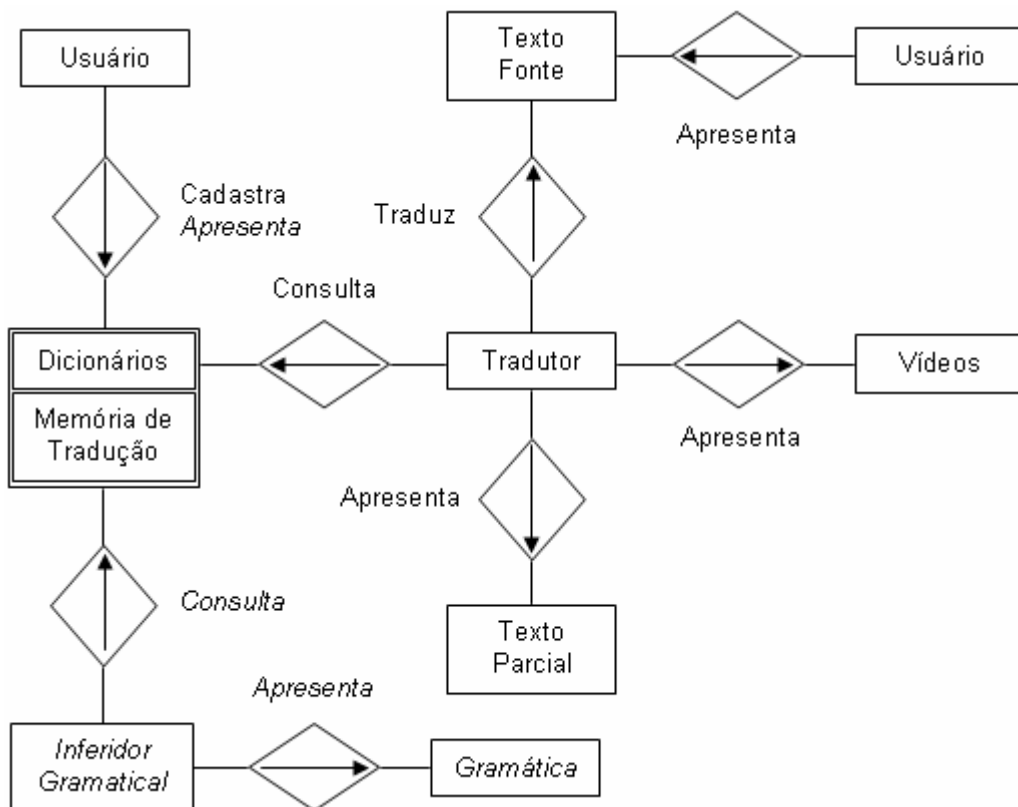 Usuário
Texto
Fonte
Usuário
Apresenta
Cadastra
Apresenta
Traduz
Consulta
Dicionários
Memória de
Tradução
Tradutor
Vídeos
Apresenta
Apresenta
Consulta
Texto
Parcial
Apresenta
Inferidor
Gramatical
Gramática